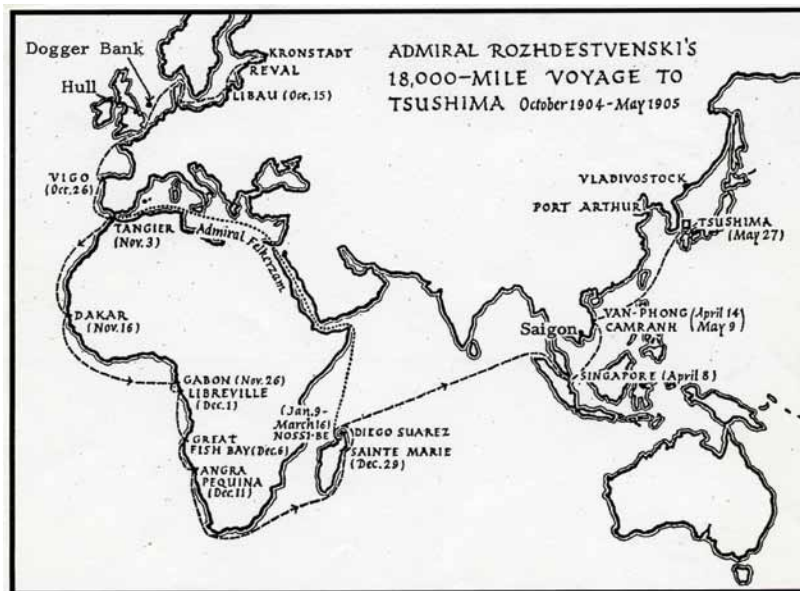 ADMIRAL ROZHDESTVENSKI'S
18,000-MILE VOYAGE TO
TSUSHIMA October 1904-May 1905
Dogger Bank
Hull
KRONSTADT
REVAL
LIBAU (Oct. 15)
VIGO
(Oct. 26)
TANGIER
(Nov. 3)
Admiral Felkerzam
DAKAR
(Nov. 16)
GABON (Nov. 26)
LIBREVILLE
(Dec. 1)
GREAT
FISH BAY (Dec. 6)
ANGRA
PEQUINA
(Dec. 11)
(Jan. 9-
March 16)
NOSSI-BE
DIEGO SUAREZ
SAINTE MARIE
(Dec. 29)
VLADIVOSTOCK
PORT ARTHUR
TSUSHIMA
(May 27)
Saigon
VAN-PHONG (April 14)
CAMRANH (May 9)
SINGAPORE (April 8)